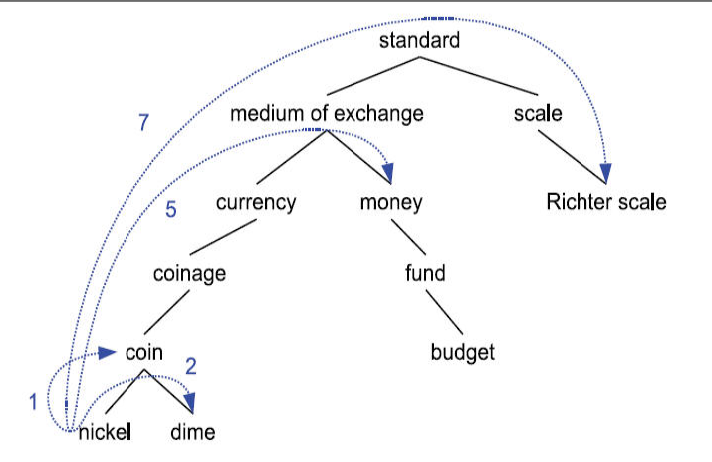 standard
7
medium of exchange
scale
5
currency
money
Richter scale
coinage
fund
coin
2
budget
1
nickel
dime